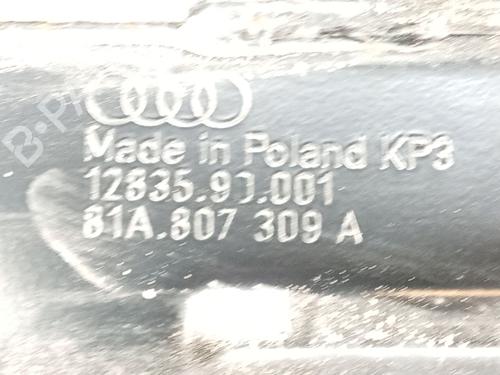 Made in Poland KP3
12835.90.001
81A.807 309 A